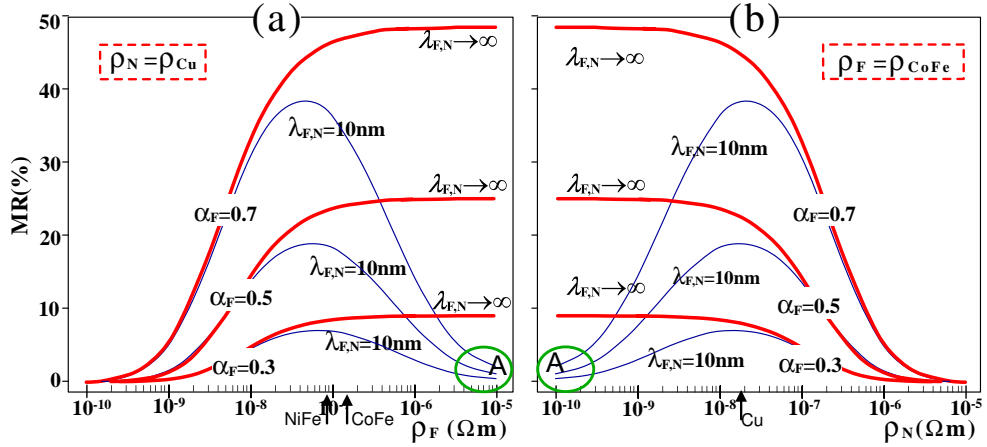 (a)
ρN=ρCu
λF,N→∞
λF,N=10nm
αF=0.7
λF,N→∞
λF,N=10nm
αF=0.5
λF,N→∞
λF,N=10nm
αF=0.3
A
MR(%)
50
40
30
20
10
0
10-10
10-9
10-8
10-7
10-6
10-5
NiFe
CoFe
ρF (Ωm)
(b)
ρF=ρCoFe
λF,N→∞
λF,N=10nm
αF=0.7
λF,N→∞
λF,N=10nm
αF=0.5
λF,N→∞
λF,N=10nm
αF=0.3
A
10-10
10-9
10-8
10-7
10-6
10-5
Cu
ρN (Ωm)